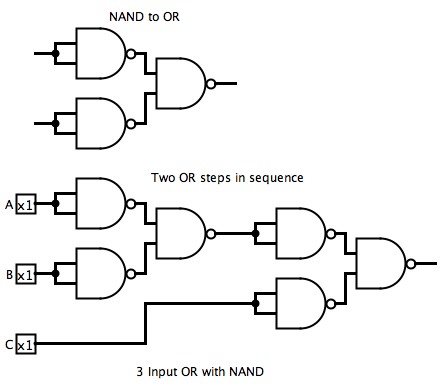 NAND to OR
Two OR steps in sequence
A x1
B x1
C x1
3 Input OR with NAND